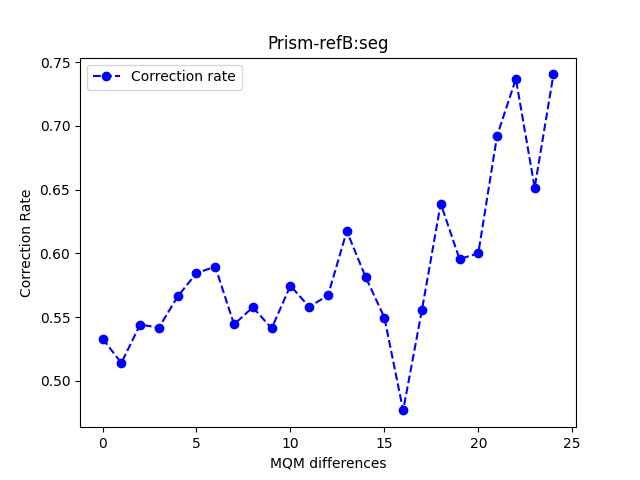 Prism-refB:seg
Correction rate
Correction Rate
0.75
0.70
0.65
0.60
0.55
0.50
0 5 10 15 20 25
MQM differences